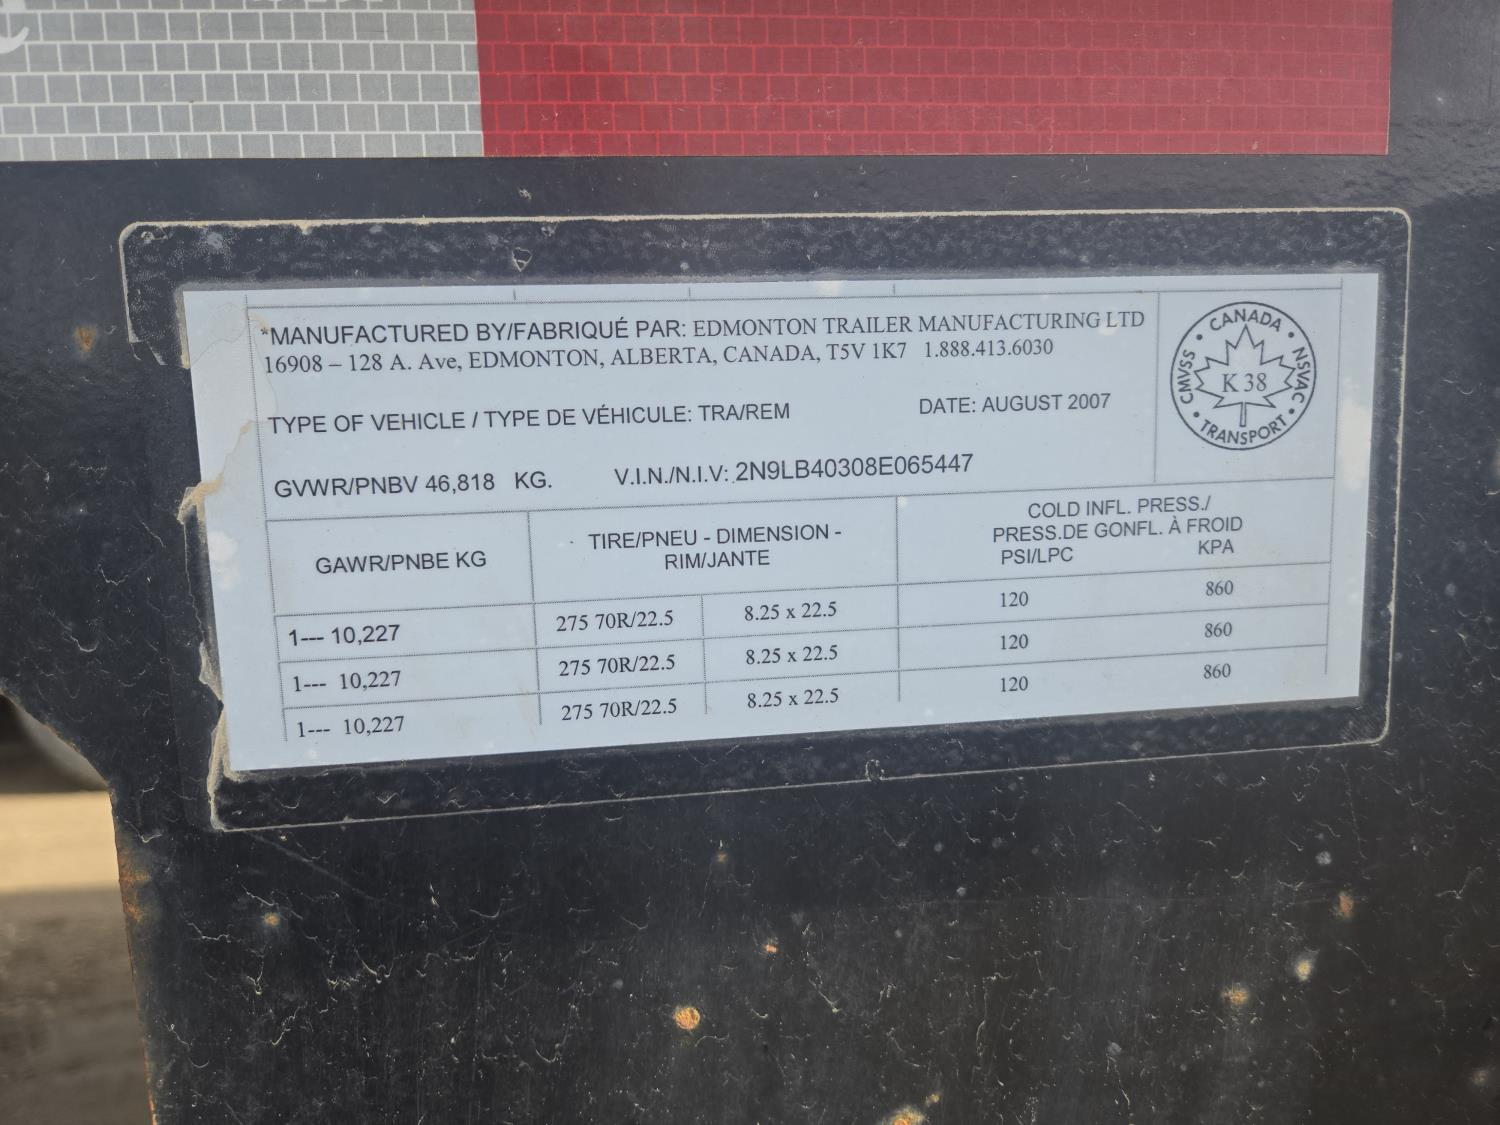 *MANUFACTURED BY/FABRIQUÉ PAR: EDMONTON TRAILER MANUFACTURING LTD
16908 – 128 A. Ave, EDMONTON, ALBERTA, CANADA, T5V 1K7 1.888.413.6030
CANADA
CMVSS
NSVAC
K 38
TRANSPORT
TYPE OF VEHICLE / TYPE DE VÉHICULE: TRA/REM DATE: AUGUST 2007
GVWR/PNBV 46,818 KG. V.I.N./N.I.V: 2N9LB40308E065447
GAWR/PNBE KG
TIRE/PNEU - DIMENSION -
RIM/JANTE
COLD INFL. PRESS./
PRESS.DE GONFL. À FROID
PSI/LPC KPA
1--- 10,227 275 70R/22.5 8.25 x 22.5 120 860
1--- 10,227 275 70R/22.5 8.25 x 22.5 120 860
1--- 10,227 275 70R/22.5 8.25 x 22.5 120 860